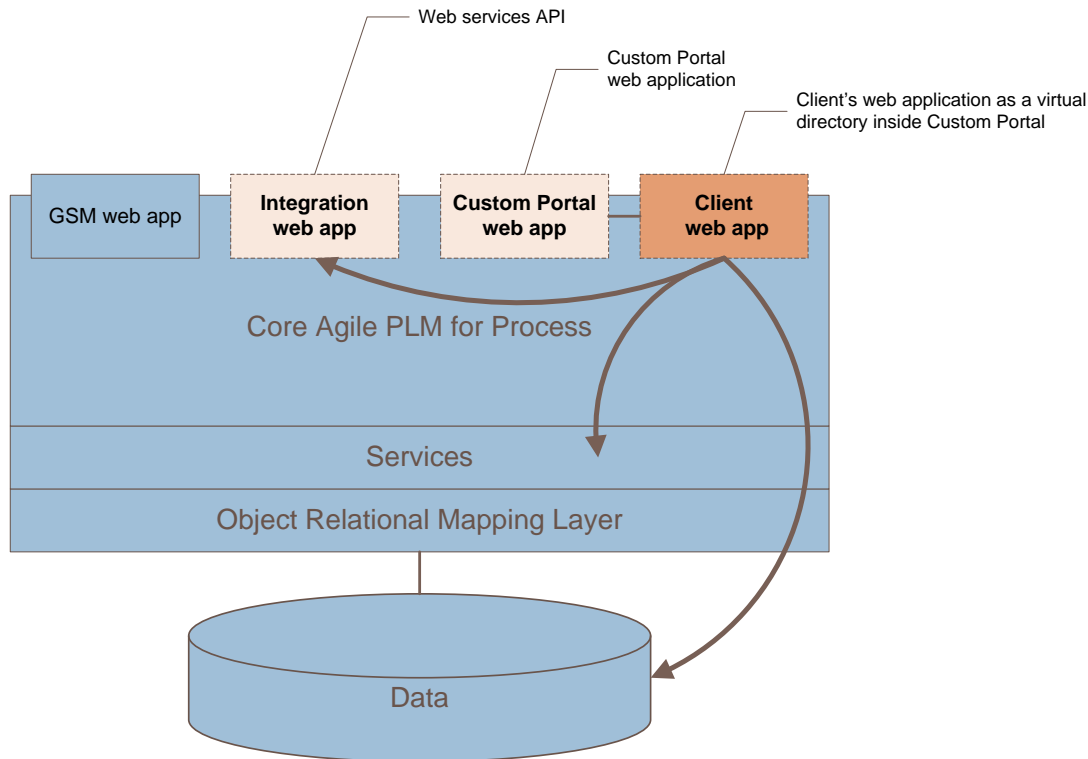 Web services API
Custom Portal
web application
Client’s web application as a virtual
directory inside Custom Portal
GSM web app
Integration
web app
Custom Portal
web app
Client
web app
Core Agile PLM for Process
Services
Object Relational Mapping Layer
Data